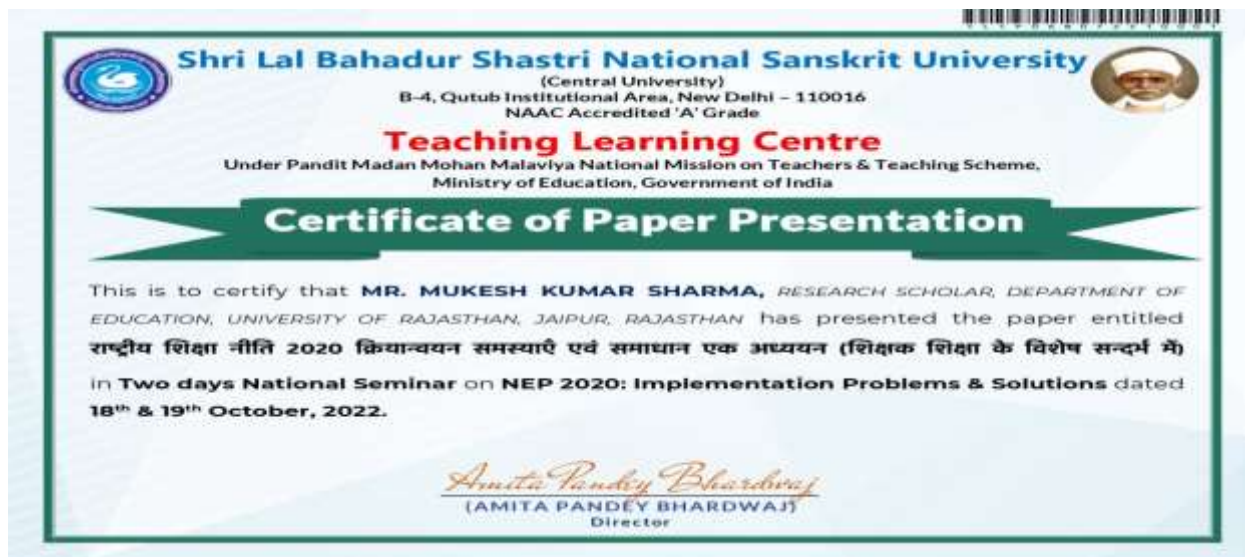 Shri Lal Bahadur Shastri National Sanskrit University
(Central University)
B-4, Qutub Institutional Area, New Delhi – 110016
NAAC Accredited 'A' Grade
Teaching Learning Centre
Under Pandit Madan Mohan Malaviya National Mission on Teachers & Teaching Scheme,
Ministry of Education, Government of India
Certificate of Paper Presentation
This is to certify that MR. MUKESH KUMAR SHARMA, RESEARCH SCHOLAR, DEPARTMENT OF
EDUCATION, UNIVERSITY OF RAJASTHAN, JAIPUR, RAJASTHAN has presented the paper entitled
राष्ट्रीय शिक्षा नीति 2020 क्रियान्वयन समस्याएँ एवं समाधान एक अध्ययन (शिक्षक शिक्षा के विशेष सन्दर्भ में)
in Two days National Seminar on NEP 2020: Implementation Problems & Solutions dated
18th & 19th October, 2022.
Amita Pandey Bhardwaj
(AMITA PANDEY BHARDWAJ)
Director